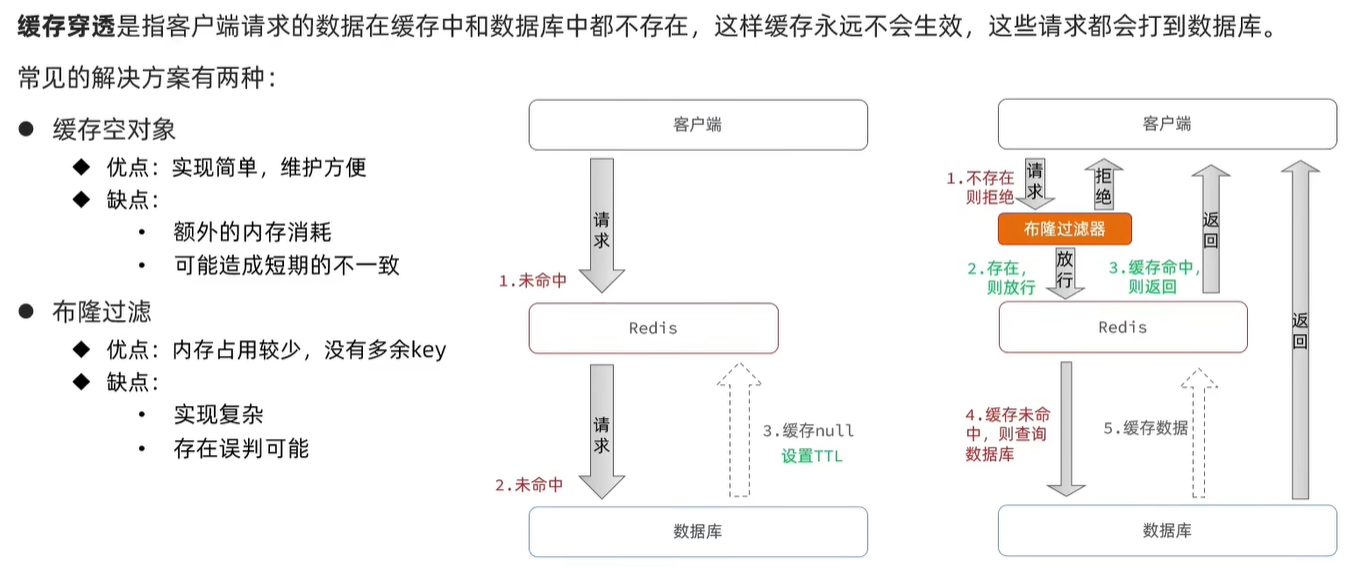 缓存穿透是指客户端请求的数据在缓存中和数据库中都不存在，这样缓存永远不会生效，这些请求都会打到数据库。
常见的解决方案有两种：
缓存空对象
优点：实现简单，维护方便
缺点：
额外的内存消耗
可能造成短期的不一致
布隆过滤
优点：内存占用较少，没有多余key
缺点：
实现复杂
存在误判可能
客户端
请求
1.未命中
Redis
请求
2.未命中
3.缓存null
设置TTL
数据库
客户端
1.不存在
则拒绝
请求
拒绝
布隆过滤器
2.存在，
则放行
放行
3.缓存命中，
则返回
返回
返回
Redis
4.缓存未命
中，则查询
数据库
5.缓存数据
数据库